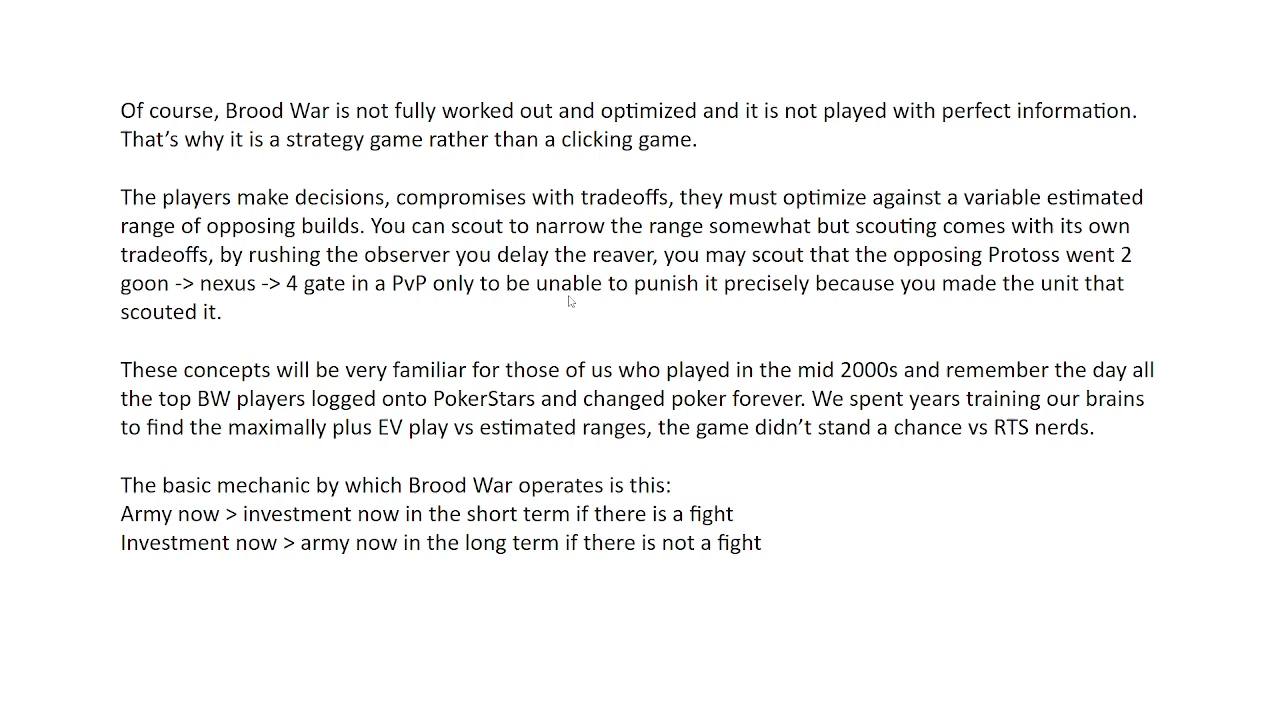 Of course, Brood War is not fully worked out and optimized and it is not played with perfect information.
That’s why it is a strategy game rather than a clicking game.
The players make decisions, compromises with tradeoffs, they must optimize against a variable estimated
range of opposing builds. You can scout to narrow the range somewhat but scouting comes with its own
tradeoffs, by rushing the observer you delay the reaver, you may scout that the opposing Protoss went 2
goon -> nexus -> 4 gate in a PvP only to be unable to punish it precisely because you made the unit that
scouted it.
These concepts will be very familiar for those of us who played in the mid 2000s and remember the day all
the top BW players logged onto PokerStars and changed poker forever. We spent years training our brains
to find the maximally plus EV play vs estimated ranges, the game didn’t stand a chance vs RTS nerds.
The basic mechanic by which Brood War operates is this:
Army now > investment now in the short term if there is a fight
Investment now > army now in the long term if there is not a fight